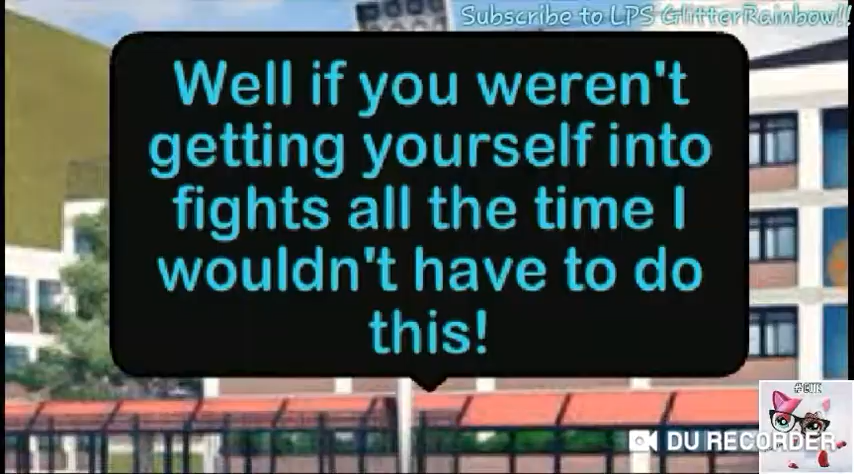 Subscribe to LPS GlitterRainbow!!
Well if you weren't
getting yourself into
fights all the time I
wouldn't have to do
this!
DU RECORDER